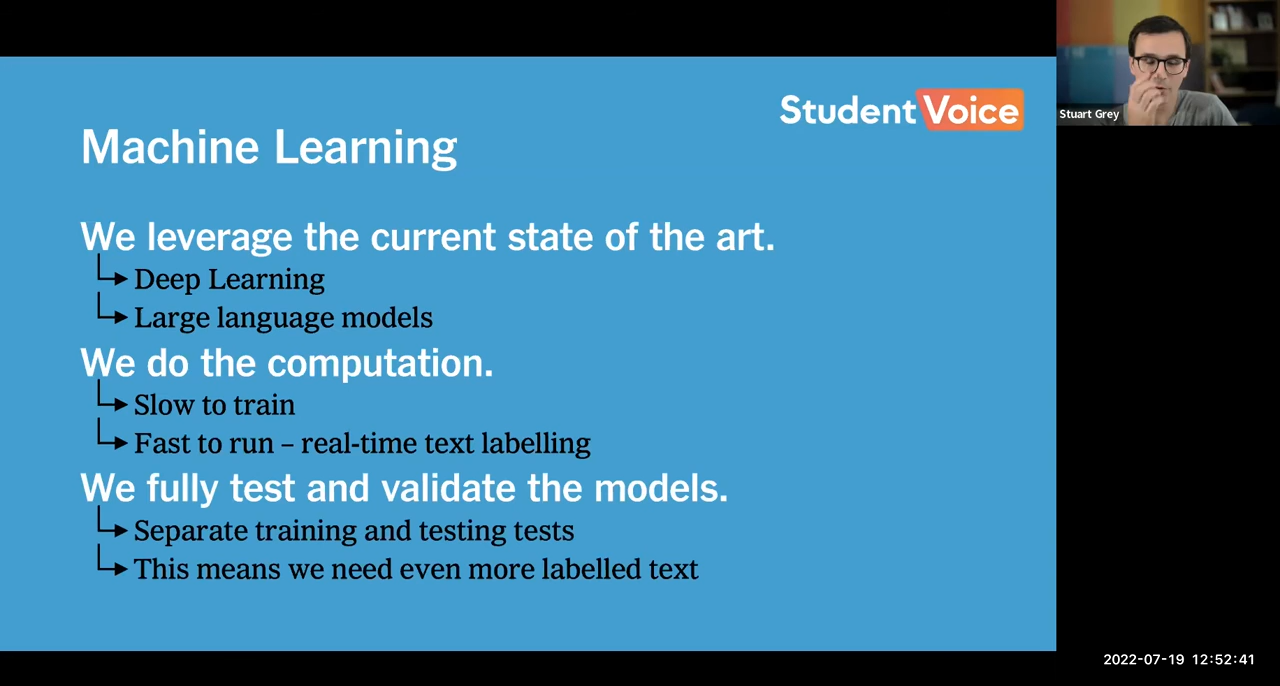 StudentVoice
Stuart Grey
Machine Learning
We leverage the current state of the art.
Deep Learning
Large language models
We do the computation.
Slow to train
Fast to run – real-time text labelling
We fully test and validate the models.
Separate training and testing tests
This means we need even more labelled text
2022-07-19 12:52:41